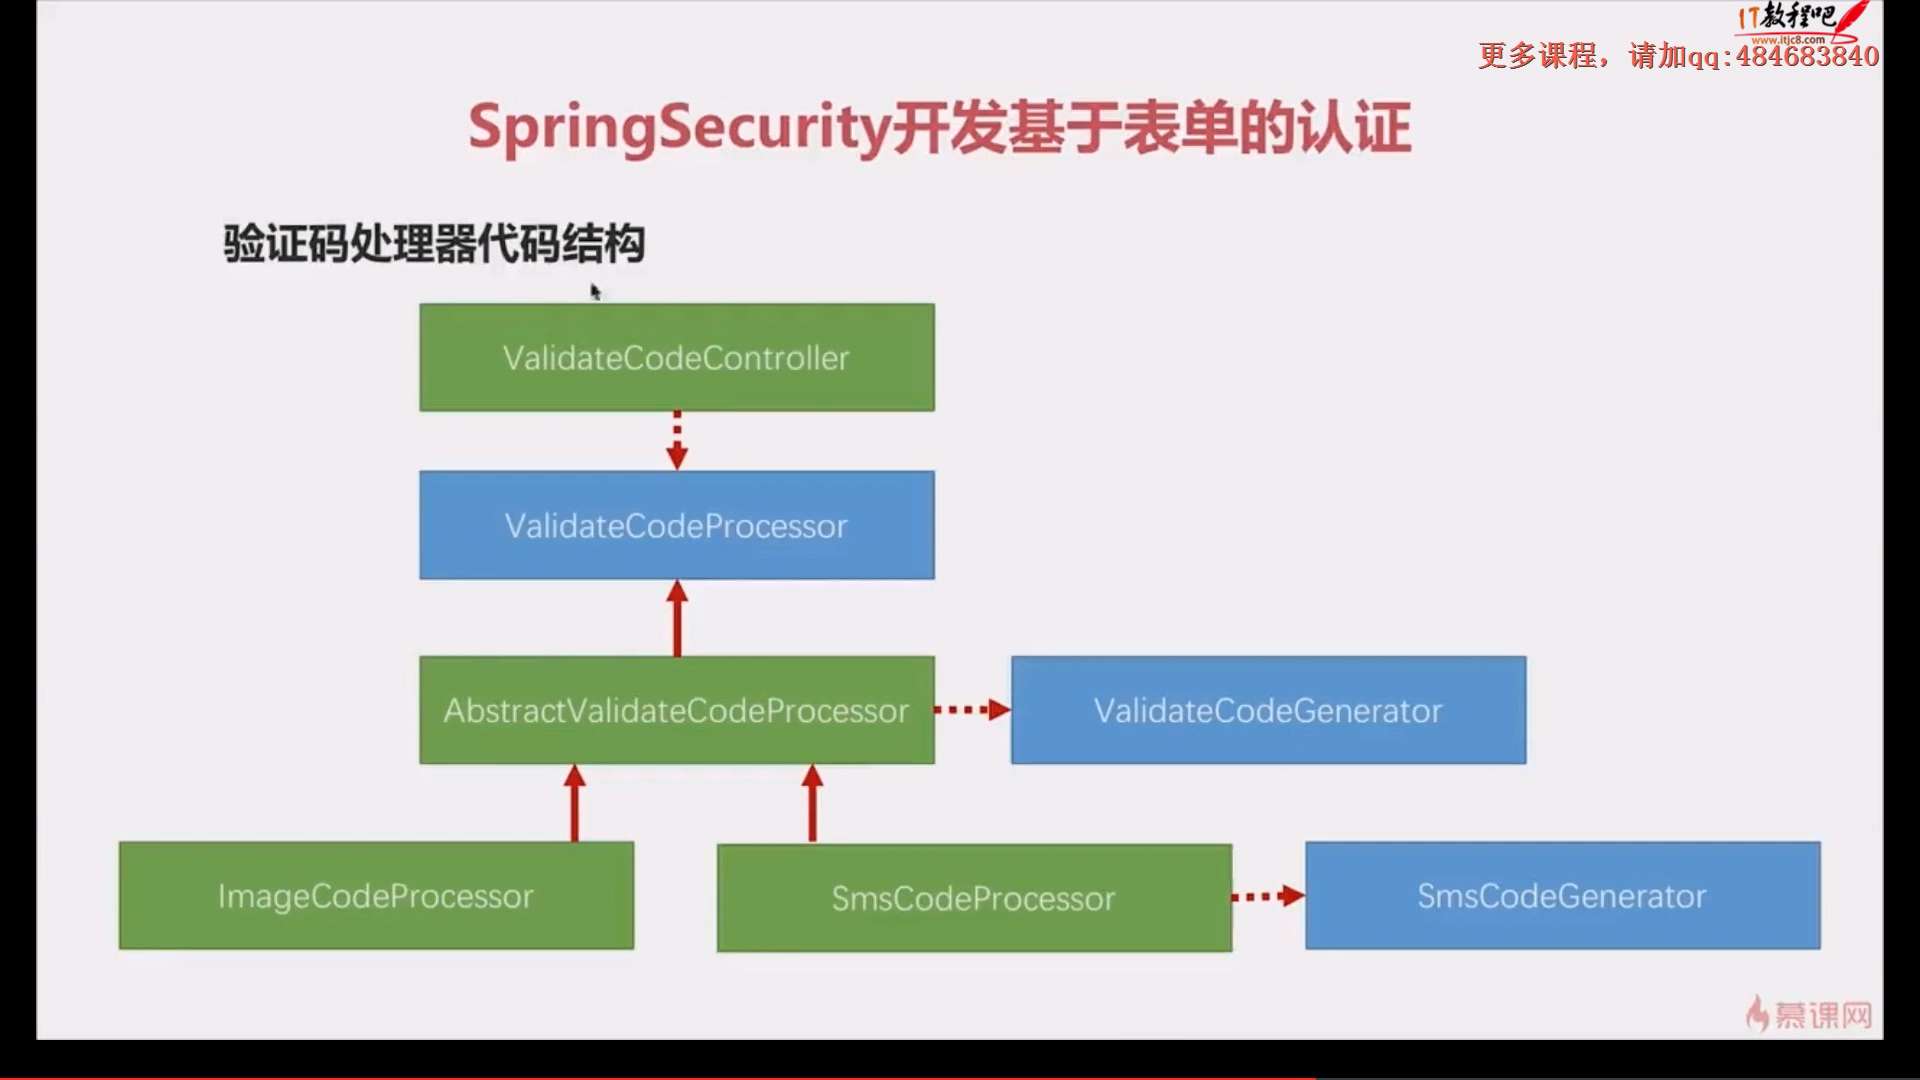 IT教程吧
www.itjc8.com
更多课程，请加qq:484683840
SpringSecurity开发基于表单的认证
验证码处理器代码结构
ValidateCodeController
ValidateCodeProcessor
AbstractValidateCodeProcessor
ValidateCodeGenerator
ImageCodeProcessor
SmsCodeProcessor
SmsCodeGenerator
慕课网